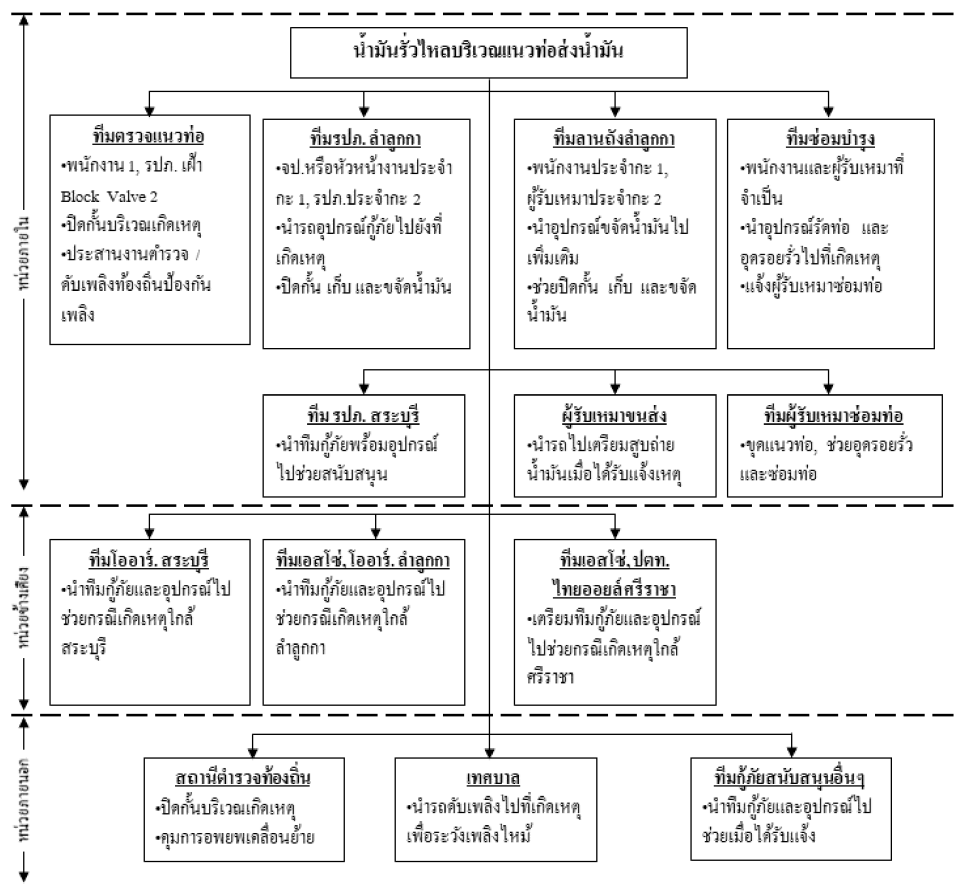 น้ำมันรั่วไหลบริเวณแนวท่อส่งน้ำมัน
หน่วยภายใน
ทีมตรวจแนวท่อ
•พนักงาน 1, รปภ. เฝ้า
Block Valve 2
•ปิดกั้นบริเวณเกิดเหตุ
•ประสานงานตำรวจ /
ดับเพลิงท้องถิ่นป้องกัน
เพลิง
ทีมรปภ. ลำลูกกา
•จป.หรือหัวหน้างานประจำ
กะ 1, รปภ.ประจำกะ 2
•นำรถอุปกรณ์กู้ภัยไปยังที่
เกิดเหตุ
•ปิดกั้น เก็บ และขจัดน้ำมัน
ทีมลานถังลำลูกกา
•พนักงานประจำกะ 1,
ผู้รับเหมาประจำกะ 2
•นำอุปกรณ์ขจัดน้ำมันไป
เพิ่มเติม
•ช่วยปิดกั้น เก็บ และขจัด
น้ำมัน
ทีมซ่อมบำรุง
•พนักงานและผู้รับเหมาที่
จำเป็น
•นำอุปกรณ์รัดท่อ และ
อุดรอยรั่วไปที่เกิดเหตุ
•แจ้งผู้รับเหมาซ่อมท่อ
ทีม รปภ. สระบุรี
•นำทีมกู้ภัยพร้อมอุปกรณ์
ไปช่วยสนับสนุน
ผู้รับเหมาขนส่ง
•นำรถไปเตรียมสูบถ่าย
น้ำมันเมื่อได้รับแจ้งเหตุ
ทีมผู้รับเหมาซ่อมท่อ
•ขุดแนวท่อ, ช่วยอุดรอยรั่ว
และซ่อมท่อ
หน่วยข้างเคียง
ทีมโออาร์. สระบุรี
•นำทีมกู้ภัยและอุปกรณ์ไป
ช่วยกรณีเกิดเหตุใกล้
สระบุรี
ทีมเอสโซ่, โออาร์. ลำลูกกา
•นำทีมกู้ภัยและอุปกรณ์ไป
ช่วยกรณีเกิดเหตุใกล้
ลำลูกกา
ทีมเอสโซ่, ปตท.
ไทยออยล์ศรีราชา
•เตรียมทีมกู้ภัยและอุปกรณ์
ไปช่วยกรณีเกิดเหตุใกล้
ศรีราชา
หน่วยภายนอก
สถานีตำรวจท้องถิ่น
•ปิดกั้นบริเวณเกิดเหตุ
•คุมการอพยพเคลื่อนย้าย
เทศบาล
•นำรถดับเพลิงไปที่เกิดเหตุ
เพื่อระวังเพลิงไหม้
ทีมกู้ภัยสนับสนุนอื่นๆ
•นำทีมกู้ภัยและอุปกรณ์ไป
ช่วยเมื่อได้รับแจ้ง